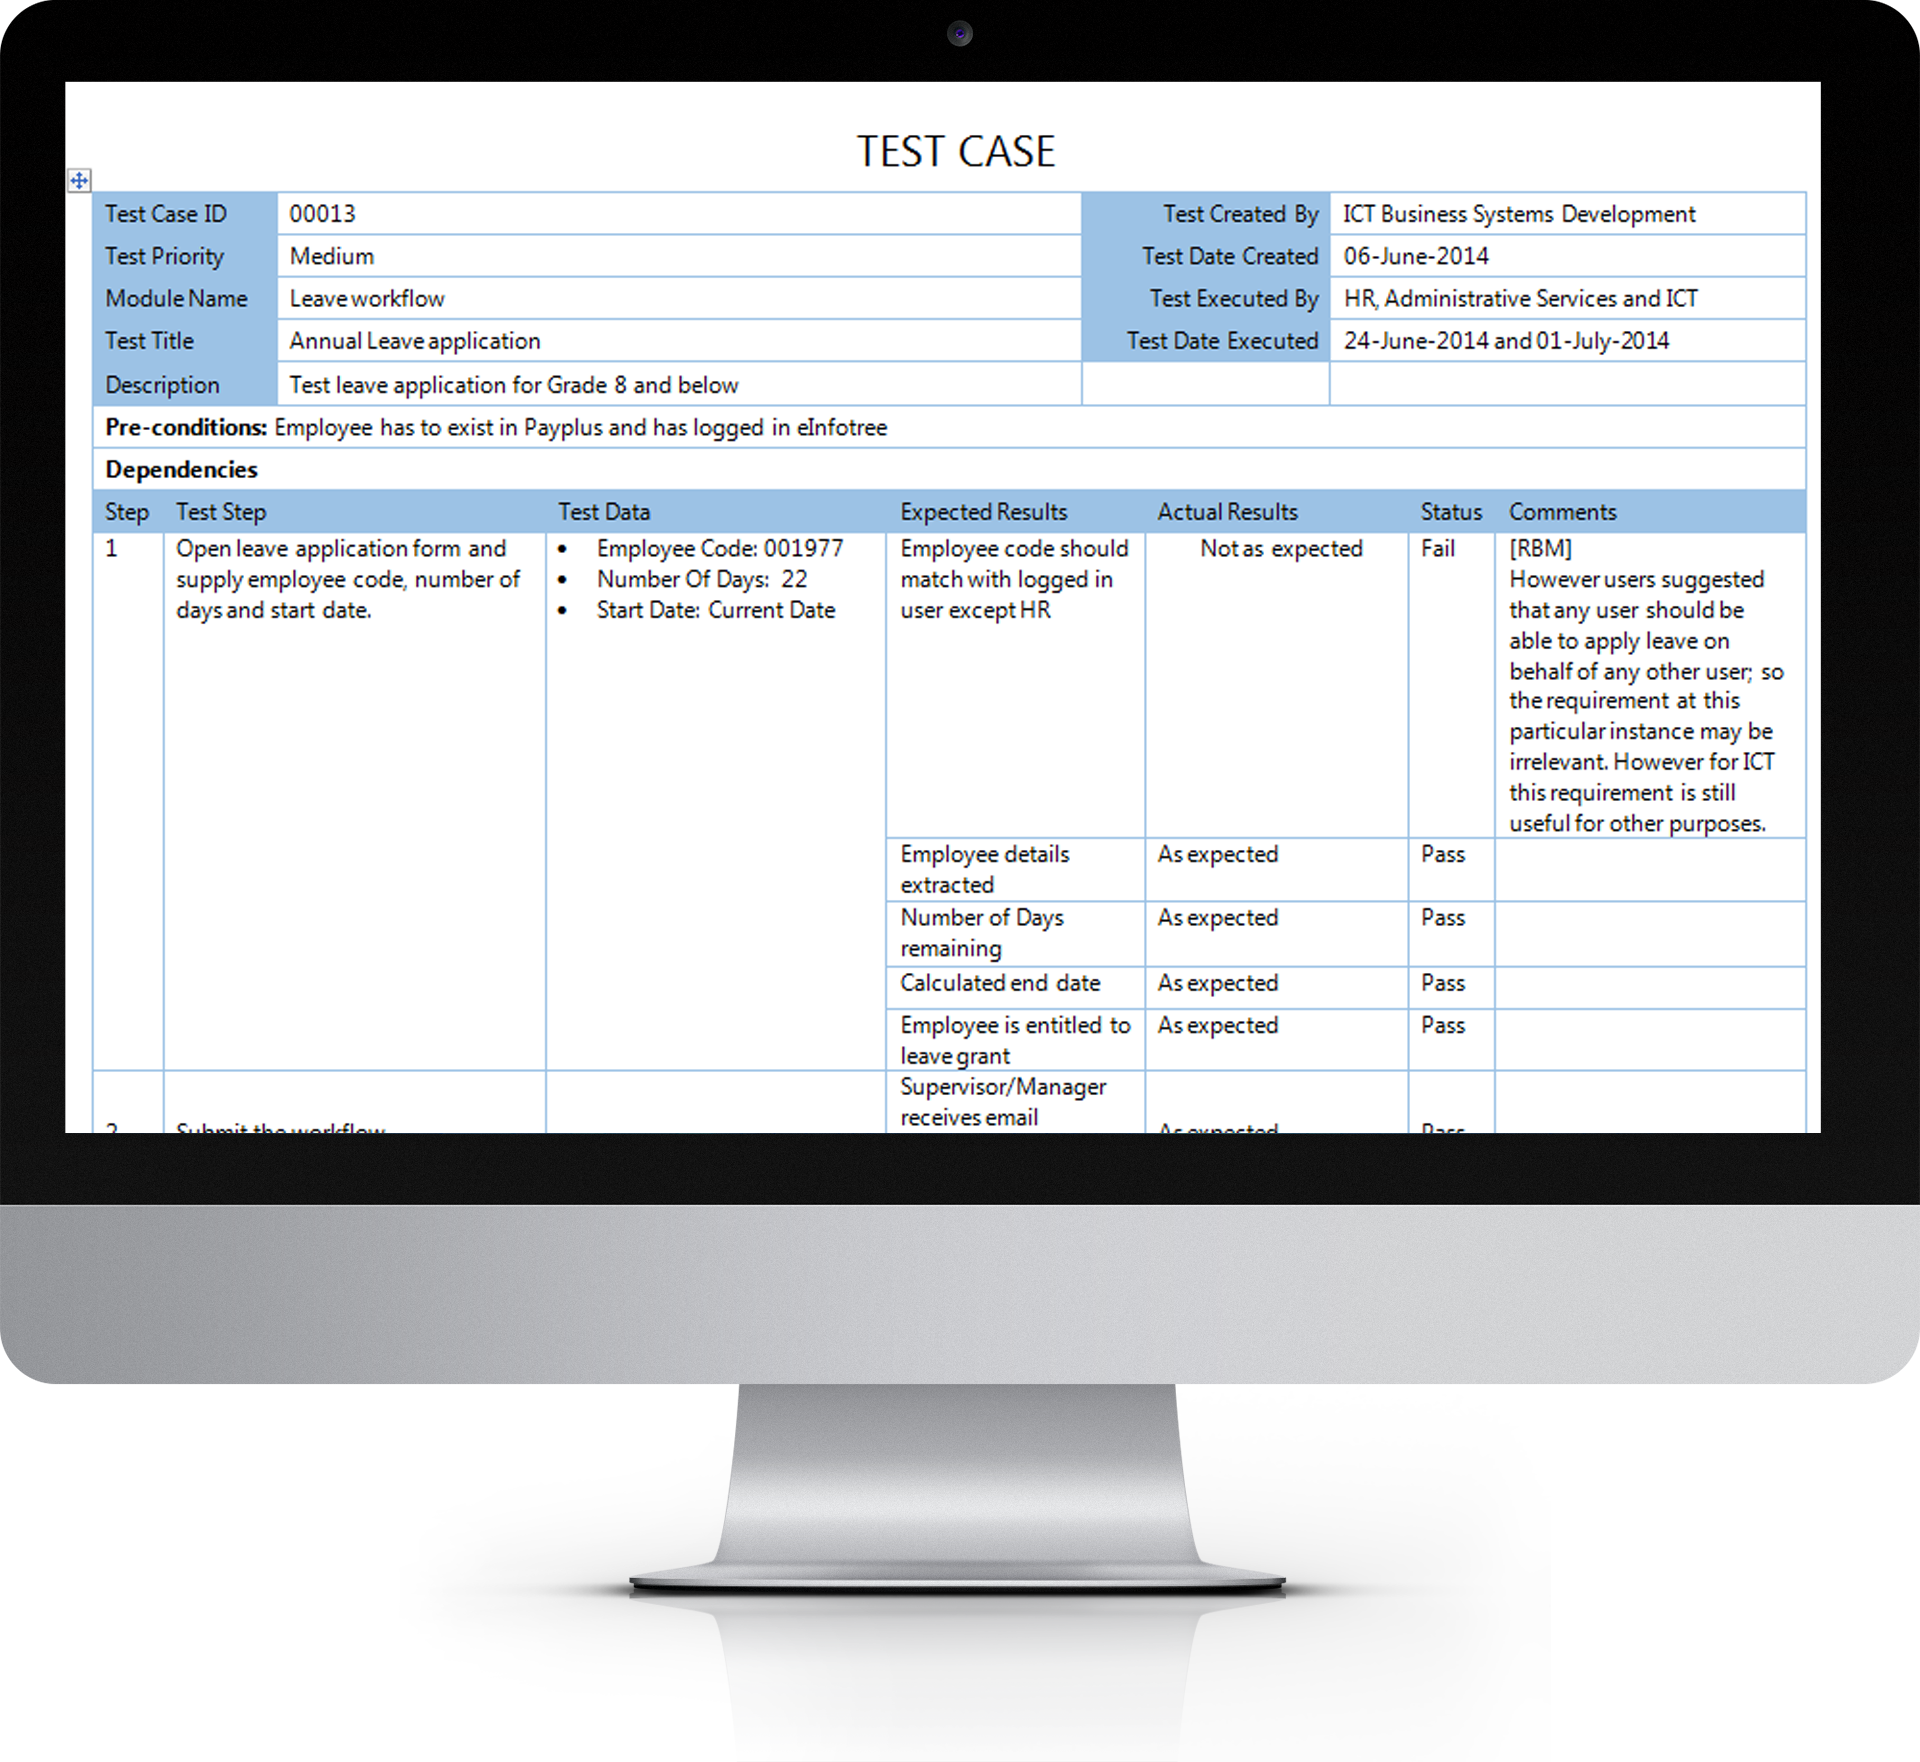 TEST CASE
Test Case ID 00013 Test Created By ICT Business Systems Development
Test Priority Medium Test Date Created 06-June-2014
Module Name Leave workflow Test Executed By HR, Administrative Services and ICT
Test Title Annual Leave application Test Date Executed 24-June-2014 and 01-July-2014
Description Test leave application for Grade 8 and below
Pre-conditions: Employee has to exist in Payplus and has logged in eInfotree
Dependencies
Step Test Step Test Data Expected Results Actual Results Status Comments
1
Open leave application form and
supply employee code, number of
days and start date.
• Employee Code: 001977
• Number Of Days: 22
• Start Date: Current Date
Employee code should
match with logged in
user except HR
Not as expected
Fail
[RBM]
However users suggested
that any user should be
able to apply leave on
behalf of any other user; so
the requirement at this
particular instance may be
irrelevant. However for ICT
this requirement is still
useful for other purposes.
Employee details
extracted
As expected
Pass
Number of Days
remaining
As expected
Pass
Calculated end date
As expected
Pass
Employee is entitled to
leave grant
As expected
Pass
2
Submit the workflow
Supervisor/Manager
receives email
As expected
Pass